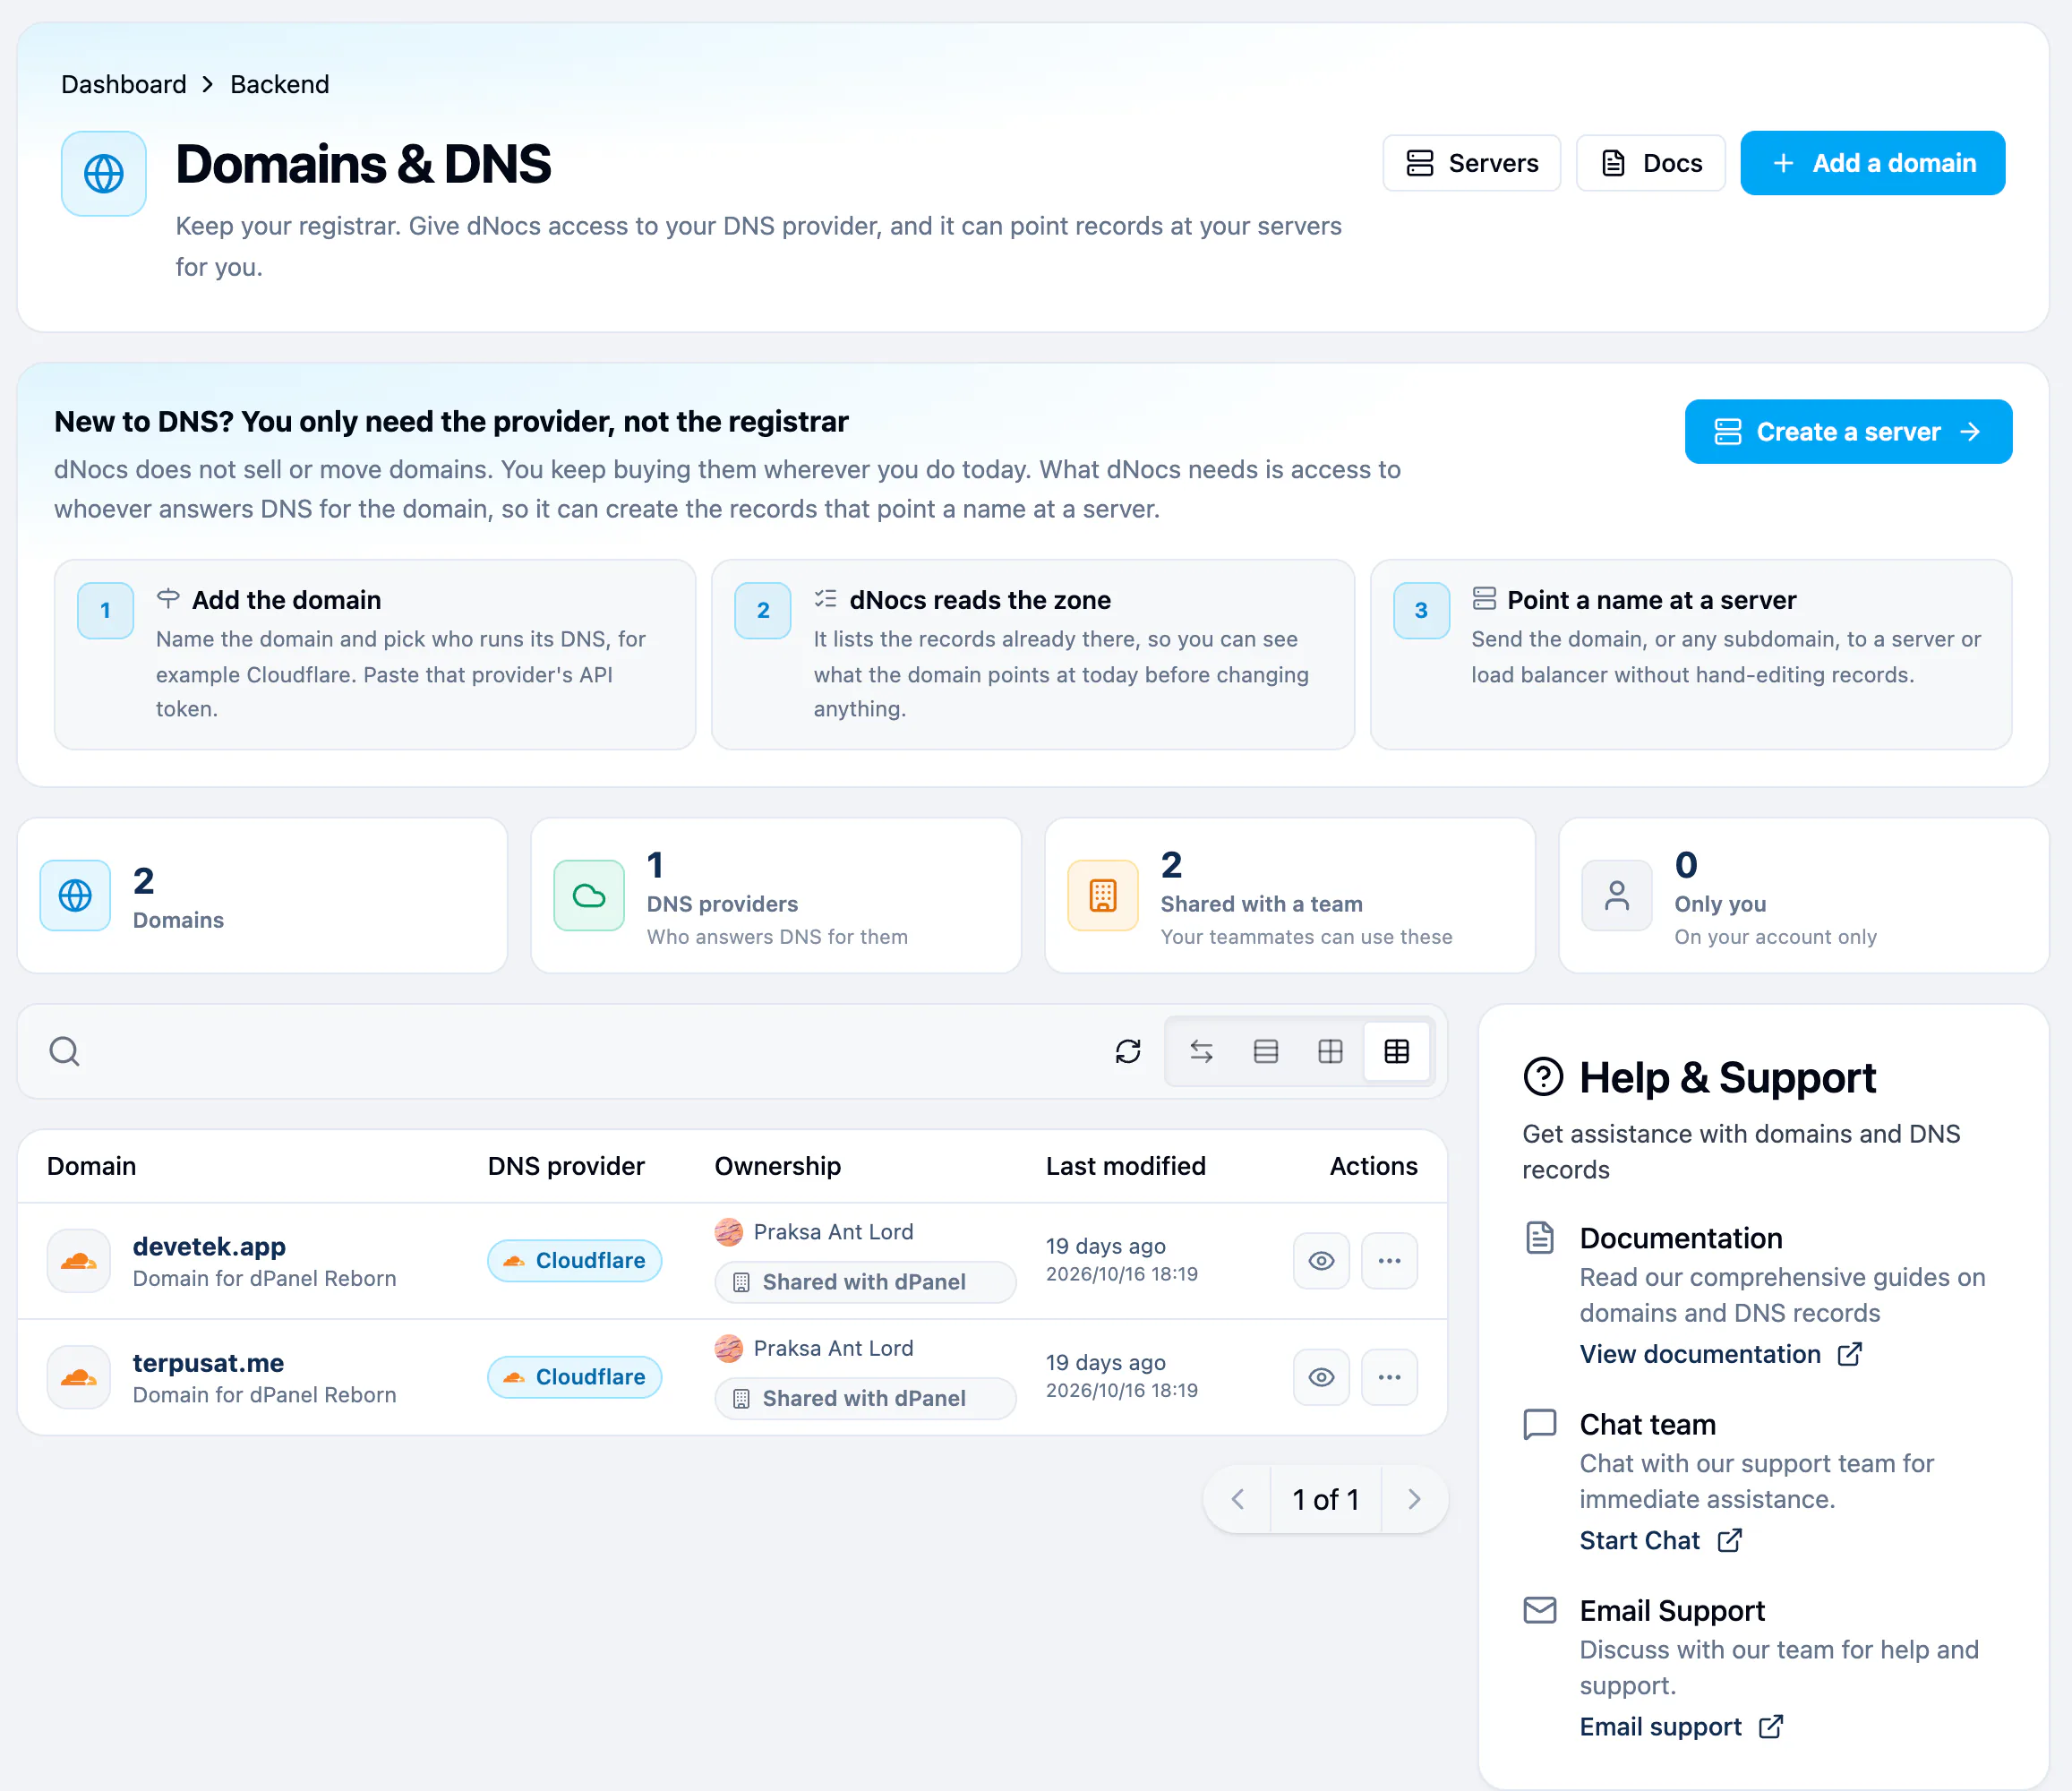 Dashboard > Backend
Domains & DNS
Keep your registrar. Give dNocs access to your DNS provider, and it can point records at your servers
for you.
Servers
Docs
Add a domain
New to DNS? You only need the provider, not the registrar
dNocs does not sell or move domains. You keep buying them wherever you do today. What dNocs needs is access to
whoever answers DNS for the domain, so it can create the records that point a name at a server.
Create a server
1
Add the domain
Name the domain and pick who runs its DNS, for
example Cloudflare. Paste that provider's API
token.
2
dNocs reads the zone
It lists the records already there, so you can see
what the domain points at today before changing
anything.
3
Point a name at a server
Send the domain, or any subdomain, to a server or
load balancer without hand-editing records.
2
Domains
1
DNS providers
Who answers DNS for them
2
Shared with a team
Your teammates can use these
0
Only you
On your account only
Domain DNS provider Ownership Last modified Actions
devetek.app
Domain for dPanel Reborn
Cloudflare
Praksa Ant Lord
Shared with dPanel
19 days ago
2026/10/16 18:19
terpusat.me
Domain for dPanel Reborn
Cloudflare
Praksa Ant Lord
Shared with dPanel
19 days ago
2026/10/16 18:19
1 of 1
Help & Support
Get assistance with domains and DNS
records
Documentation
Read our comprehensive guides on
domains and DNS records
View documentation
Chat team
Chat with our support team for
immediate assistance.
Start Chat
Email Support
Discuss with our team for help and
support.
Email support